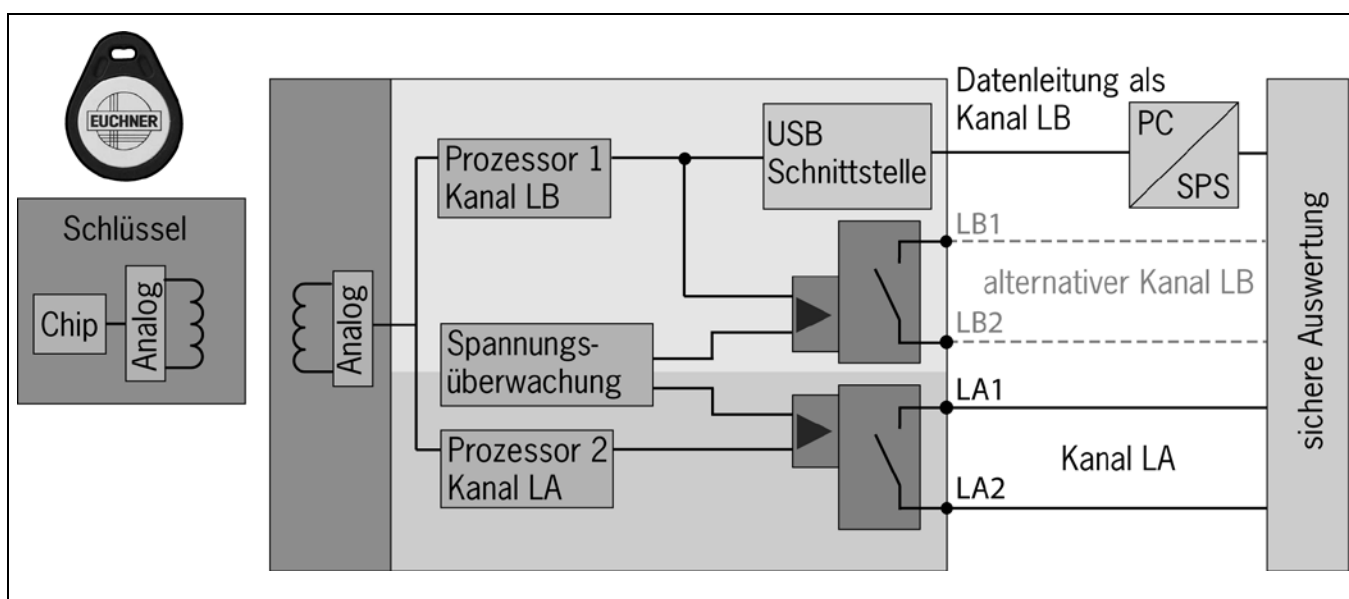 EUCHNER
Schlüssel
Chip
Analog
Analog
Prozessor 1
Kanal LB
Spannungs-
überwachung
Prozessor 2
Kanal LA
USB
Schnittstelle
Datenleitung als
Kanal LB
PC
SPS
LB1
alternativer Kanal LB
LB2
LA1
Kanal LA
LA2
sichere Auswertung